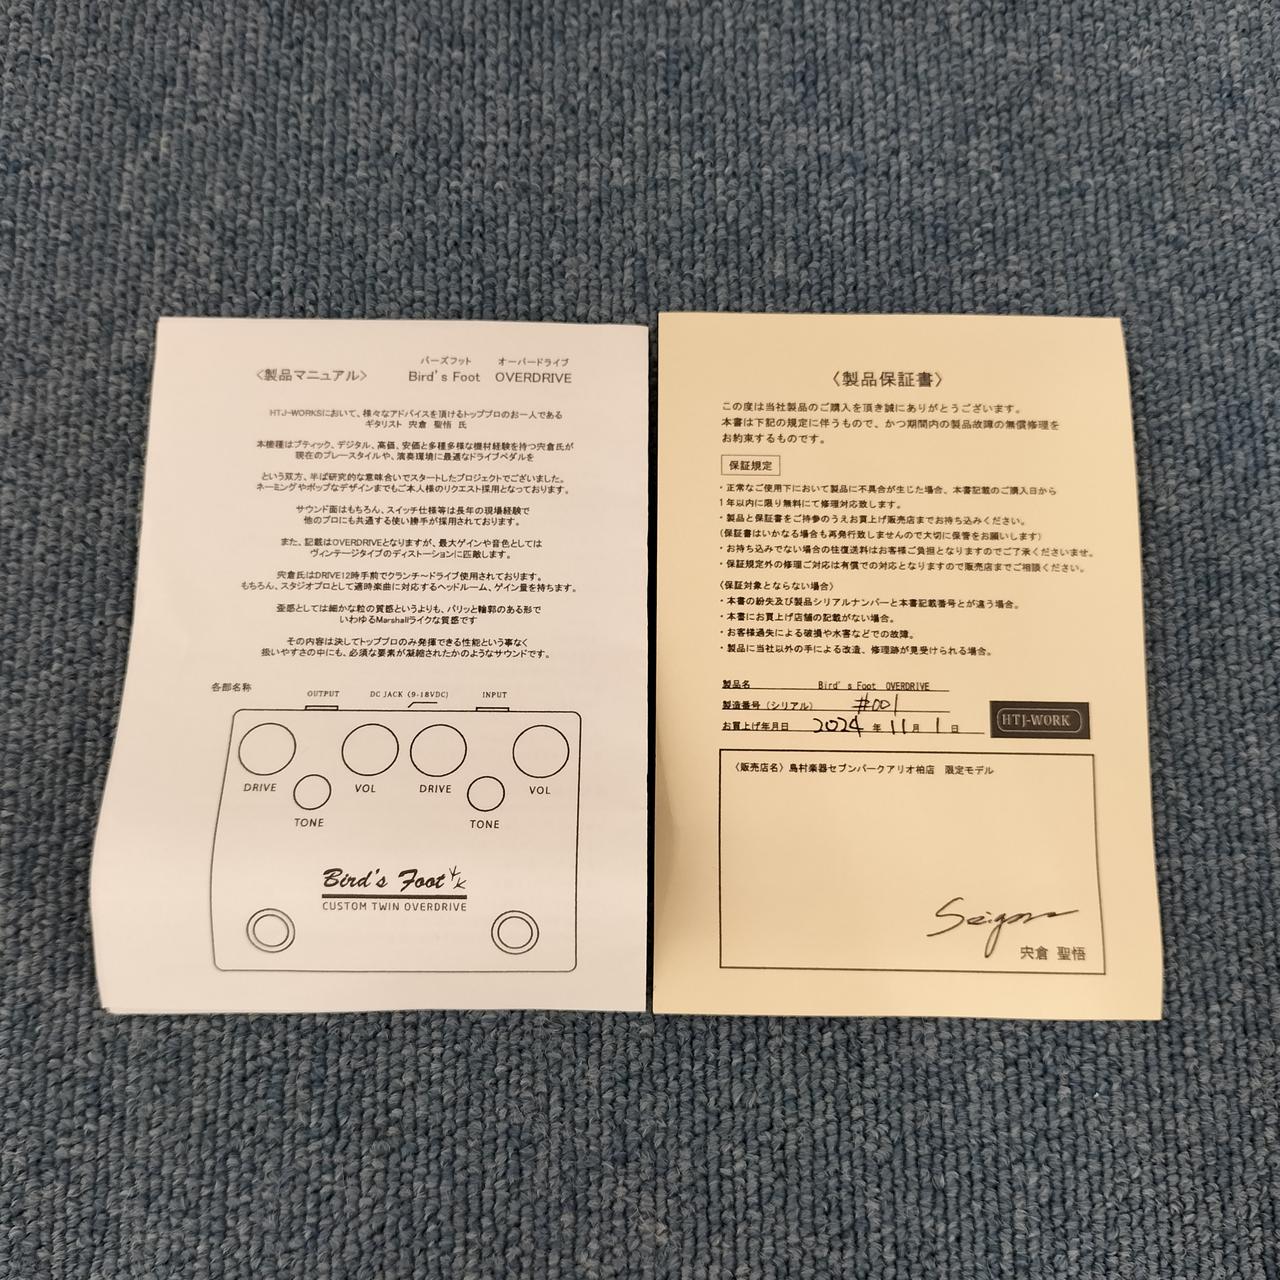 〈製品マニュアル〉
バーズフット オーバードライブ
Bird's Foot OVERDRIVE
HTJ-WORKSにおいて、様々なアドバイスを頂けるトッププロのお一人である
ギタリスト 宍倉 聖悟 氏
本機種はブティック、デジタル、高価、安価と多種多様な機材経験を持つ宍倉氏が
現在のプレースタイルや、演奏環境に最適なドライブペダルを
という双方、半ば研究的な意味合いでスタートしたプロジェクトでございました。
ネーミングやポップなデザインまでもご本人様のリクエスト採用となっております。
サウンド面はもちろん、スイッチ仕様等は長年の現場経験で
他のプロにも共通する使い勝手が採用されております。
また、記載はOVERDRIVEとなりますが、最大ゲインや音色としては
ヴィンテージタイプのディストーションに匹敵します。
宍倉氏はDRIVE12時手前でクランチ～ドライブ使用されております。
もちろん、スタジオプロとして適時楽曲に対応するヘッドルーム、ゲイン量を持ちます。
歪感としては細かな粒の質感というよりも、バリッと輪郭のある形で
いわゆるMarshallライクな質感です
その内容は決してトッププロのみ発揮できる性能という事なく
扱いやすさの中にも、必須な要素が凝縮されたかのようなサウンドです。
各部名称
OUTPUT DC JACK (9-18VDC) INPUT
DRIVE VOL DRIVE VOL
TONE TONE
Bird's Foot
CUSTOM TWIN OVERDRIVE
〈製品保証書〉
この度は当社製品のご購入を頂き誠にありがとうございます。
本書は下記の規定に伴うもので、かつ期間内の製品故障の無償修理を
お約束するものです。
保証規定
・正常なご使用下において製品に不具合が生じた場合、本書記載のご購入日から
1年以内に限り無料にて修理対応致します。
・製品と保証書をご持参のうえお買上げ販売店までお持ち込みください。
(保証書はいかなる場合も再発行致しませんので大切に保管をお願いします)
・お持ち込みでない場合の往復送料はお客様ご負担となりますのでご了承くださいませ。
・保証規定外の修理ご対応は有償での対応となりますので販売店までご相談ください。
〈保証対象とならない場合〉
・本書の紛失及び製品シリアルナンバーと本書記載番号とが違う場合。
・本書にお買上げ店舗の記載がない場合。
・お客様過失による破損や水害などでの故障。
・製品に当社以外の手による改造、修理跡が見受けられる場合。
製品名 Bird's Foot OVERDRIVE
製造番号（シリアル） #001
お買上げ年月日 2024 年 11 月 1 日
HTJ-WORK
〈販売店名〉島村楽器セブンパークアリオ柏店 限定モデル
Seigo
宍倉 聖悟